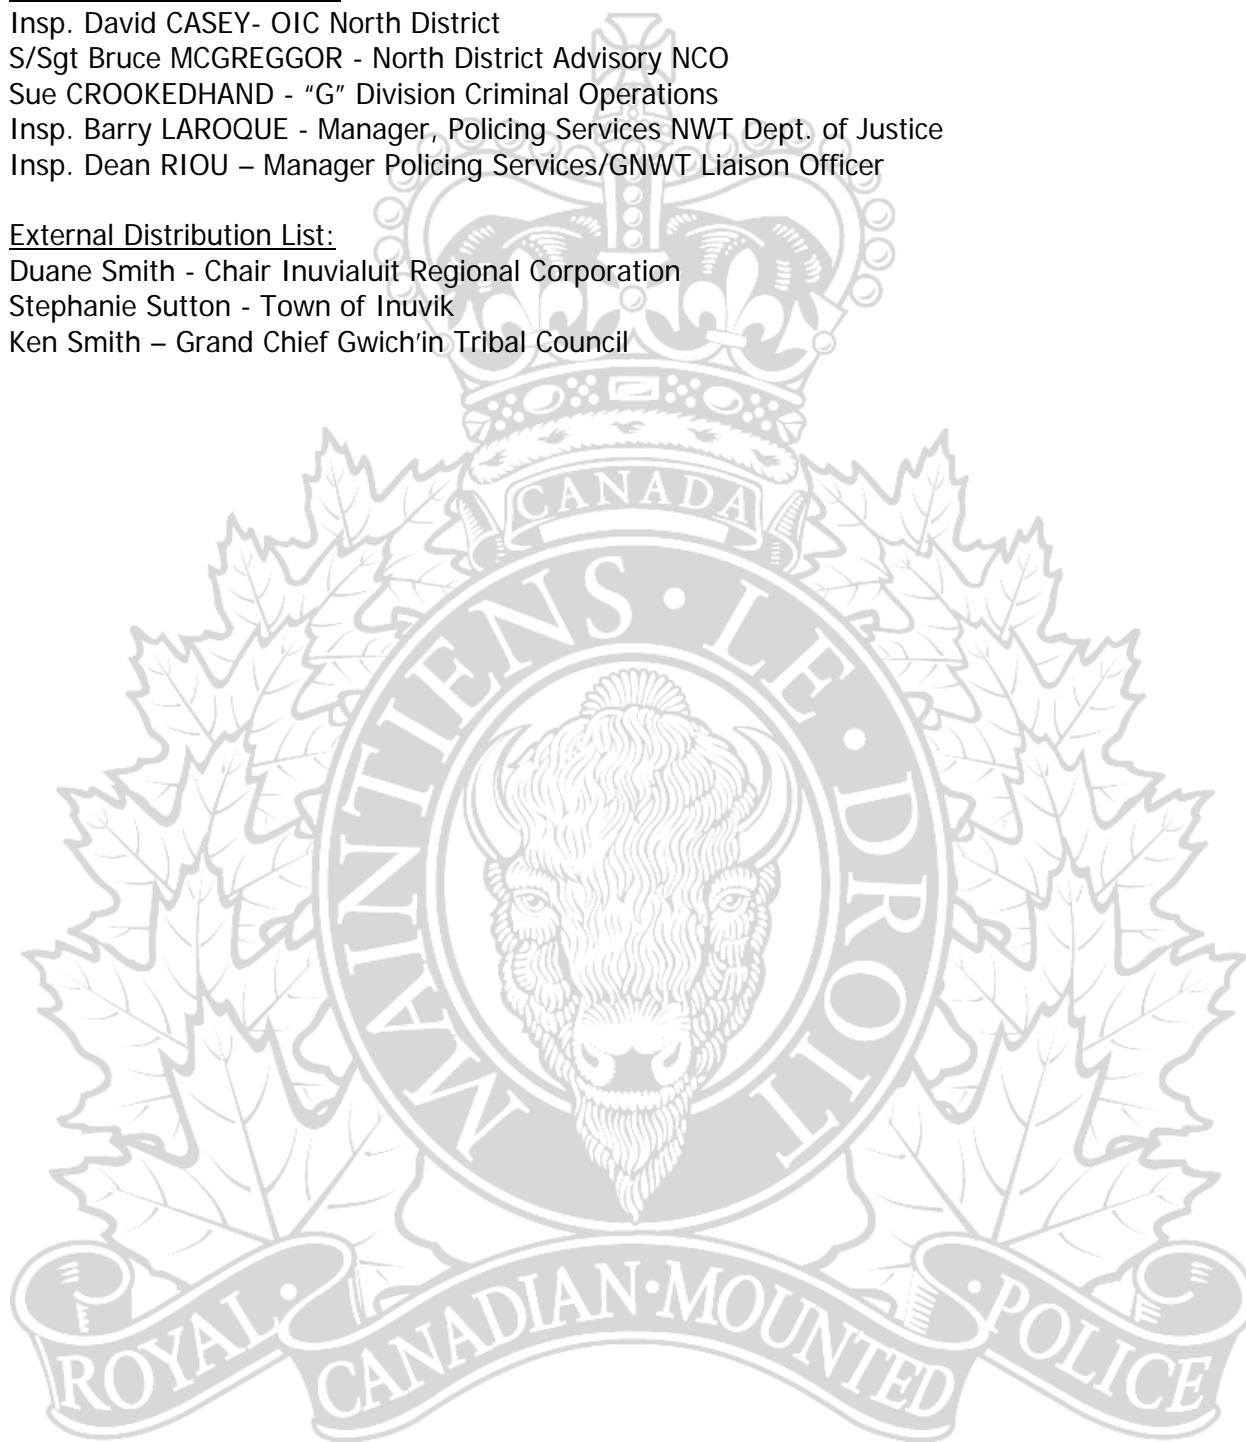 Insp. David CASEY- OIC North District
S/Sgt Bruce MCGREGGOR - North District Advisory NCO
Sue CROOKEDHAND - “G” Division Criminal Operations
Insp. Barry LAROQUE - Manager, Policing Services NWT Dept. of Justice
Insp. Dean RIOU – Manager Policing Services/GNWT Liaison Officer
External Distribution List:
Duane Smith - Chair Inuvialuit Regional Corporation
Stephanie Sutton - Town of Inuvik
Ken Smith – Grand Chief Gwich’in Tribal Council
CANADA
MAINTIENS · LE · DROIT
ROYAL · CANADIAN · MOUNTED · POLICE